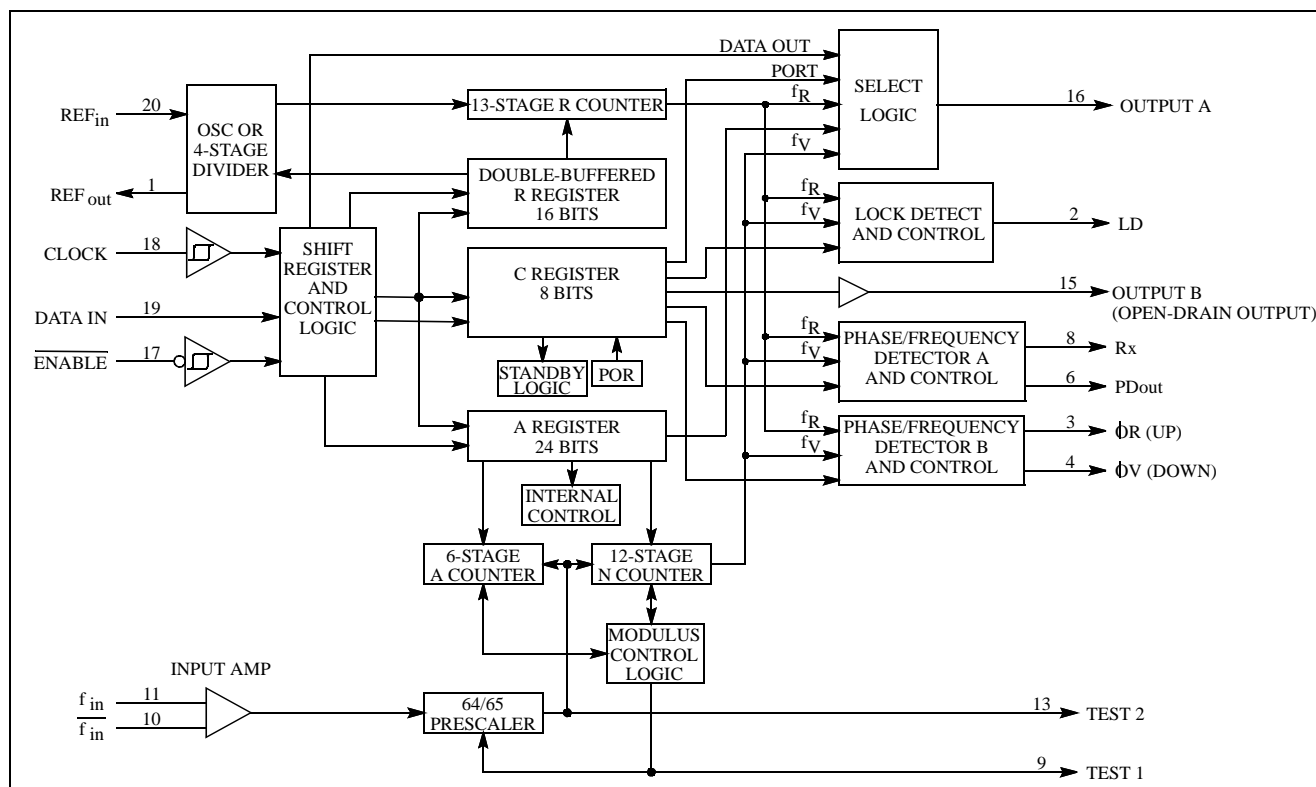 DATA OUT
PORT
fR
fV
SELECT
LOGIC
16
OUTPUT A
REFin
20
OSC OR
4-STAGE
DIVIDER
13-STAGE R COUNTER
REFout
1
DOUBLE-BUFFERED
R REGISTER
16 BITS
fR
fV
LOCK DETECT
AND CONTROL
2
LD
CLOCK
18
SHIFT
REGISTER
AND
CONTROL
LOGIC
C REGISTER
8 BITS
15
OUTPUT B
(OPEN-DRAIN OUTPUT)
DATA IN
19
ENABLE
17
STANDBY
LOGIC
POR
fR
fV
PHASE/FREQUENCY
DETECTOR A
AND CONTROL
8
Rx
6
PDout
A REGISTER
24 BITS
fR
fV
PHASE/FREQUENCY
DETECTOR B
AND CONTROL
3
ϕR (UP)
4
ϕV (DOWN)
INTERNAL
CONTROL
6-STAGE
A COUNTER
12-STAGE
N COUNTER
MODULUS
CONTROL
LOGIC
INPUT AMP
f in
11
f in
10
64/65
PRESCALER
13
TEST 2
9
TEST 1